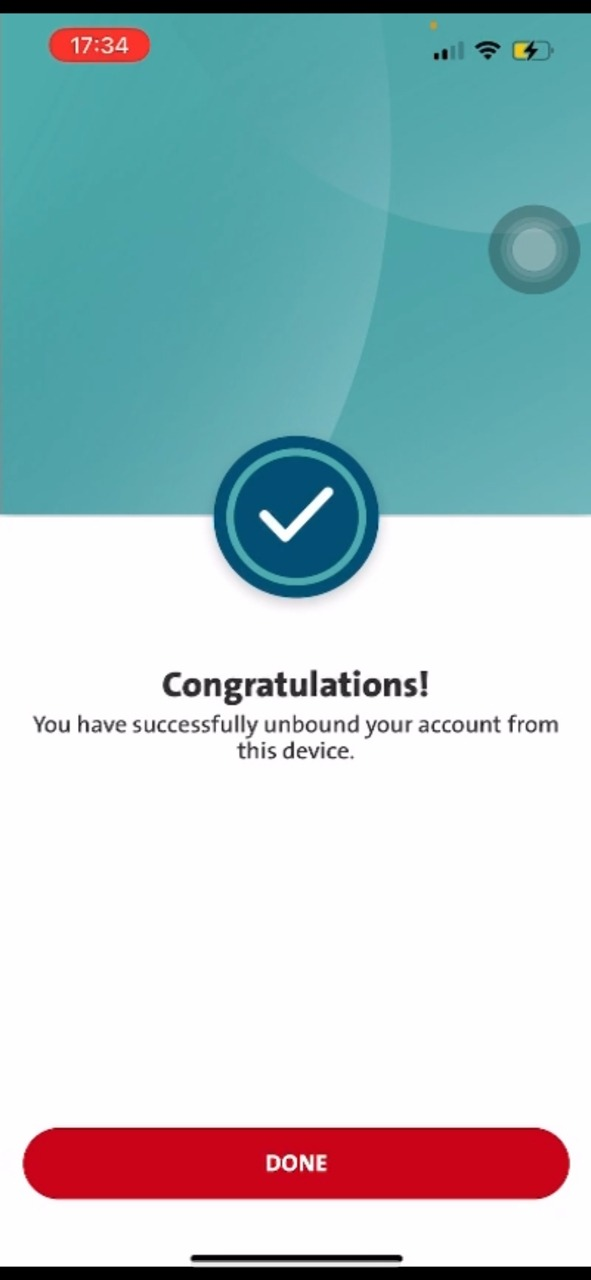 17:34
Congratulations!
You have successfully unbound your account from
this device.
DONE